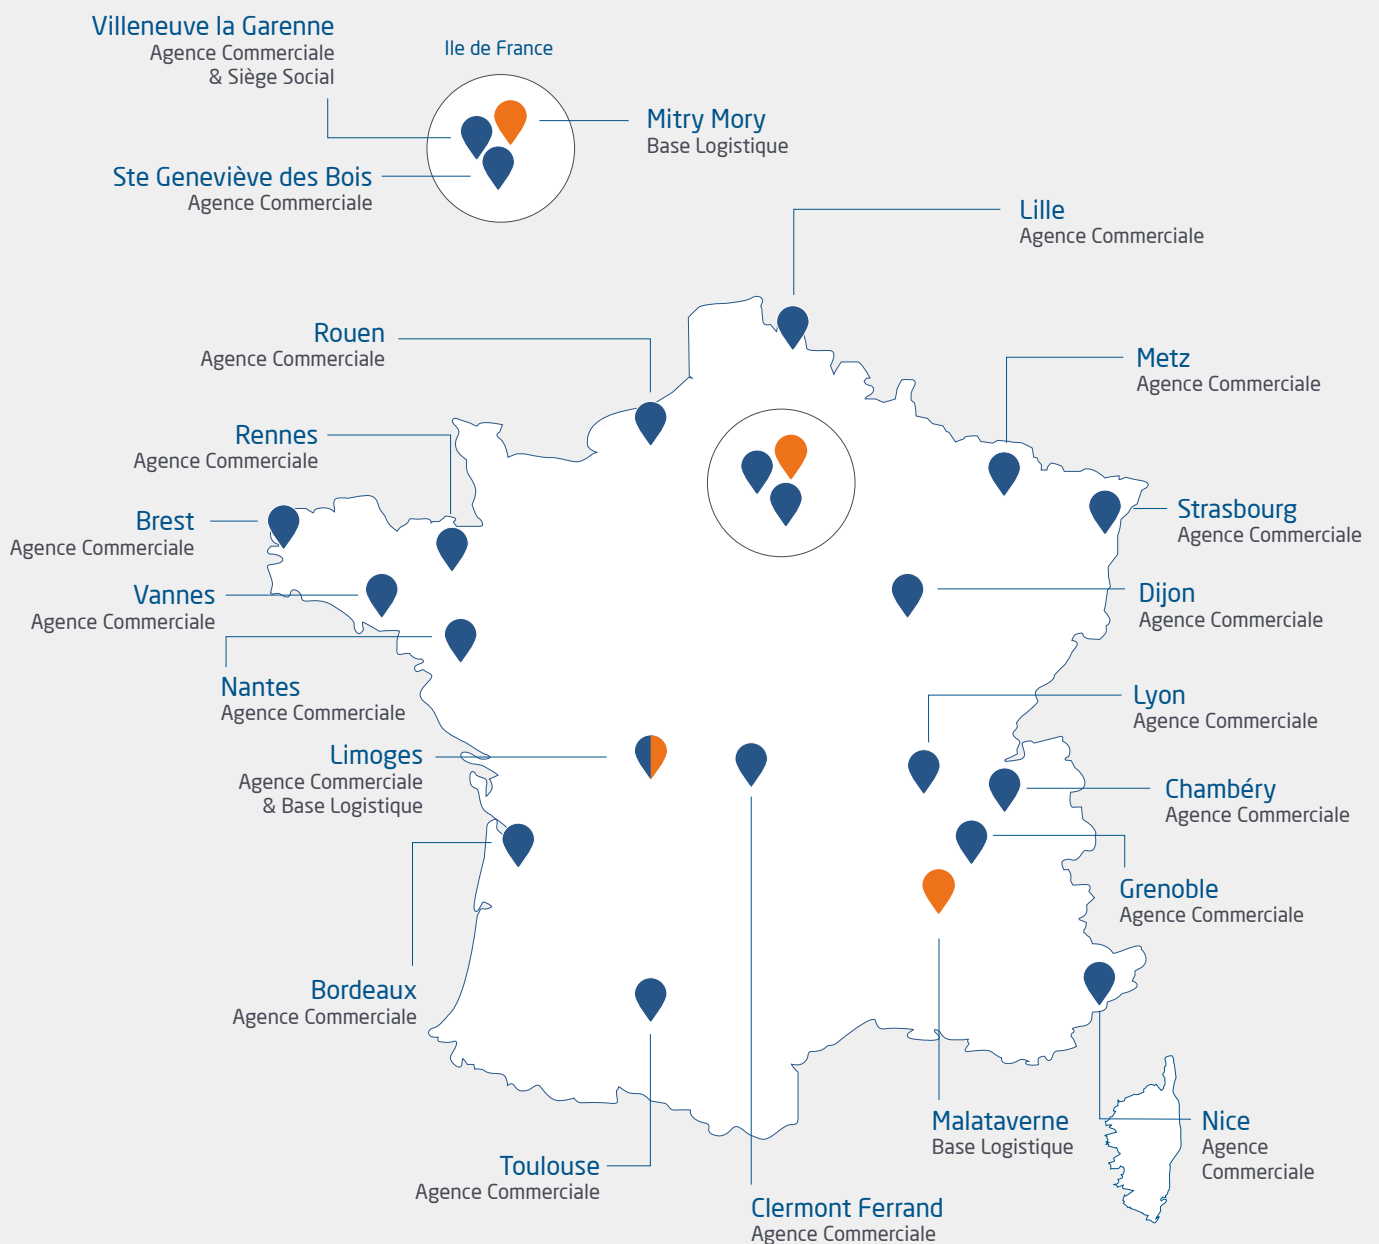 Villeneuve la Garenne
Agence Commerciale
& Siège Social
Ile de France
Mitry Mory
Base Logistique
Ste Geneviève des Bois
Agence Commerciale
Lille
Agence Commerciale
Rouen
Agence Commerciale
Metz
Agence Commerciale
Rennes
Agence Commerciale
Strasbourg
Agence Commerciale
Brest
Agence Commerciale
Vannes
Agence Commerciale
Dijon
Agence Commerciale
Nantes
Agence Commerciale
Lyon
Agence Commerciale
Limoges
Agence Commerciale
& Base Logistique
Chambéry
Agence Commerciale
Grenoble
Agence Commerciale
Bordeaux
Agence Commerciale
Malataverne
Base Logistique
Nice
Agence
Commerciale
Toulouse
Agence Commerciale
Clermont Ferrand
Agence Commerciale